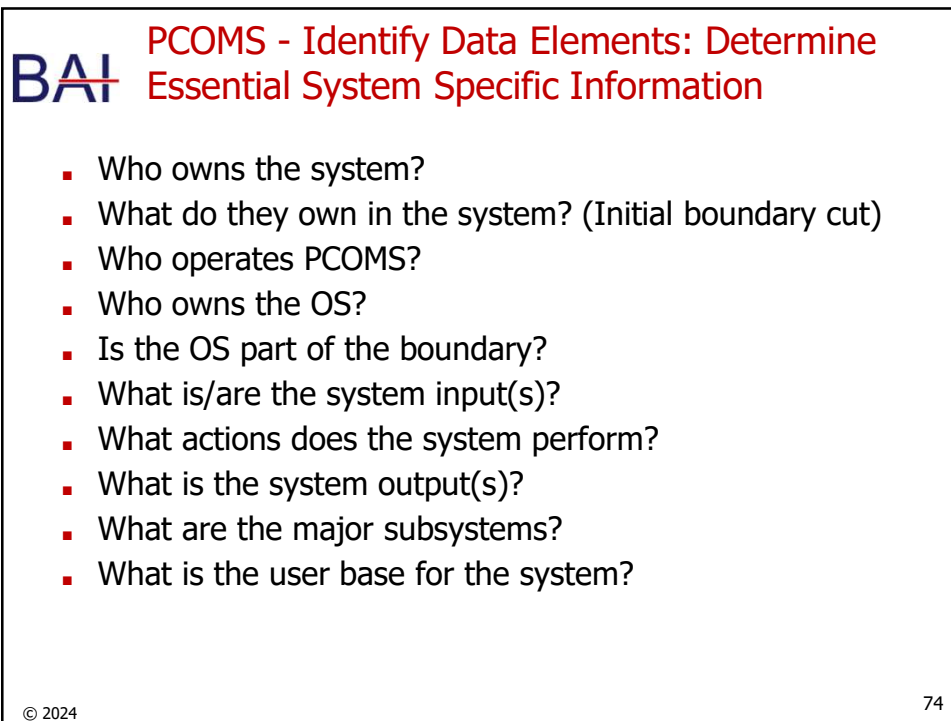 BAI
PCOMS - Identify Data Elements: Determine
Essential System Specific Information
▪ Who owns the system?
▪ What do they own in the system? (Initial boundary cut)
▪ Who operates PCOMS?
▪ Who owns the OS?
▪ Is the OS part of the boundary?
▪ What is/are the system input(s)?
▪ What actions does the system perform?
▪ What is the system output(s)?
▪ What are the major subsystems?
▪ What is the user base for the system?
© 2024
74